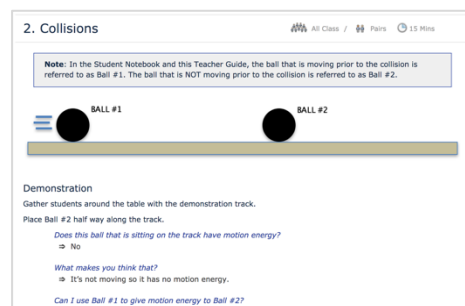 2. Collisions
All Class / Pairs 15 Mins
Note: In the Student Notebook and this Teacher Guide, the ball that is moving prior to the collision is
referred to as Ball #1. The ball that is NOT moving prior to the collision is referred to as Ball #2.
BALL #1
BALL #2
Demonstration
Gather students around the table with the demonstration track.
Place Ball #2 half way along the track.
Does this ball that is sitting on the track have motion energy?
⇒ No
What makes you think that?
⇒ It's not moving so it has no motion energy.
Can I use Ball #1 to give motion energy to Ball #2?